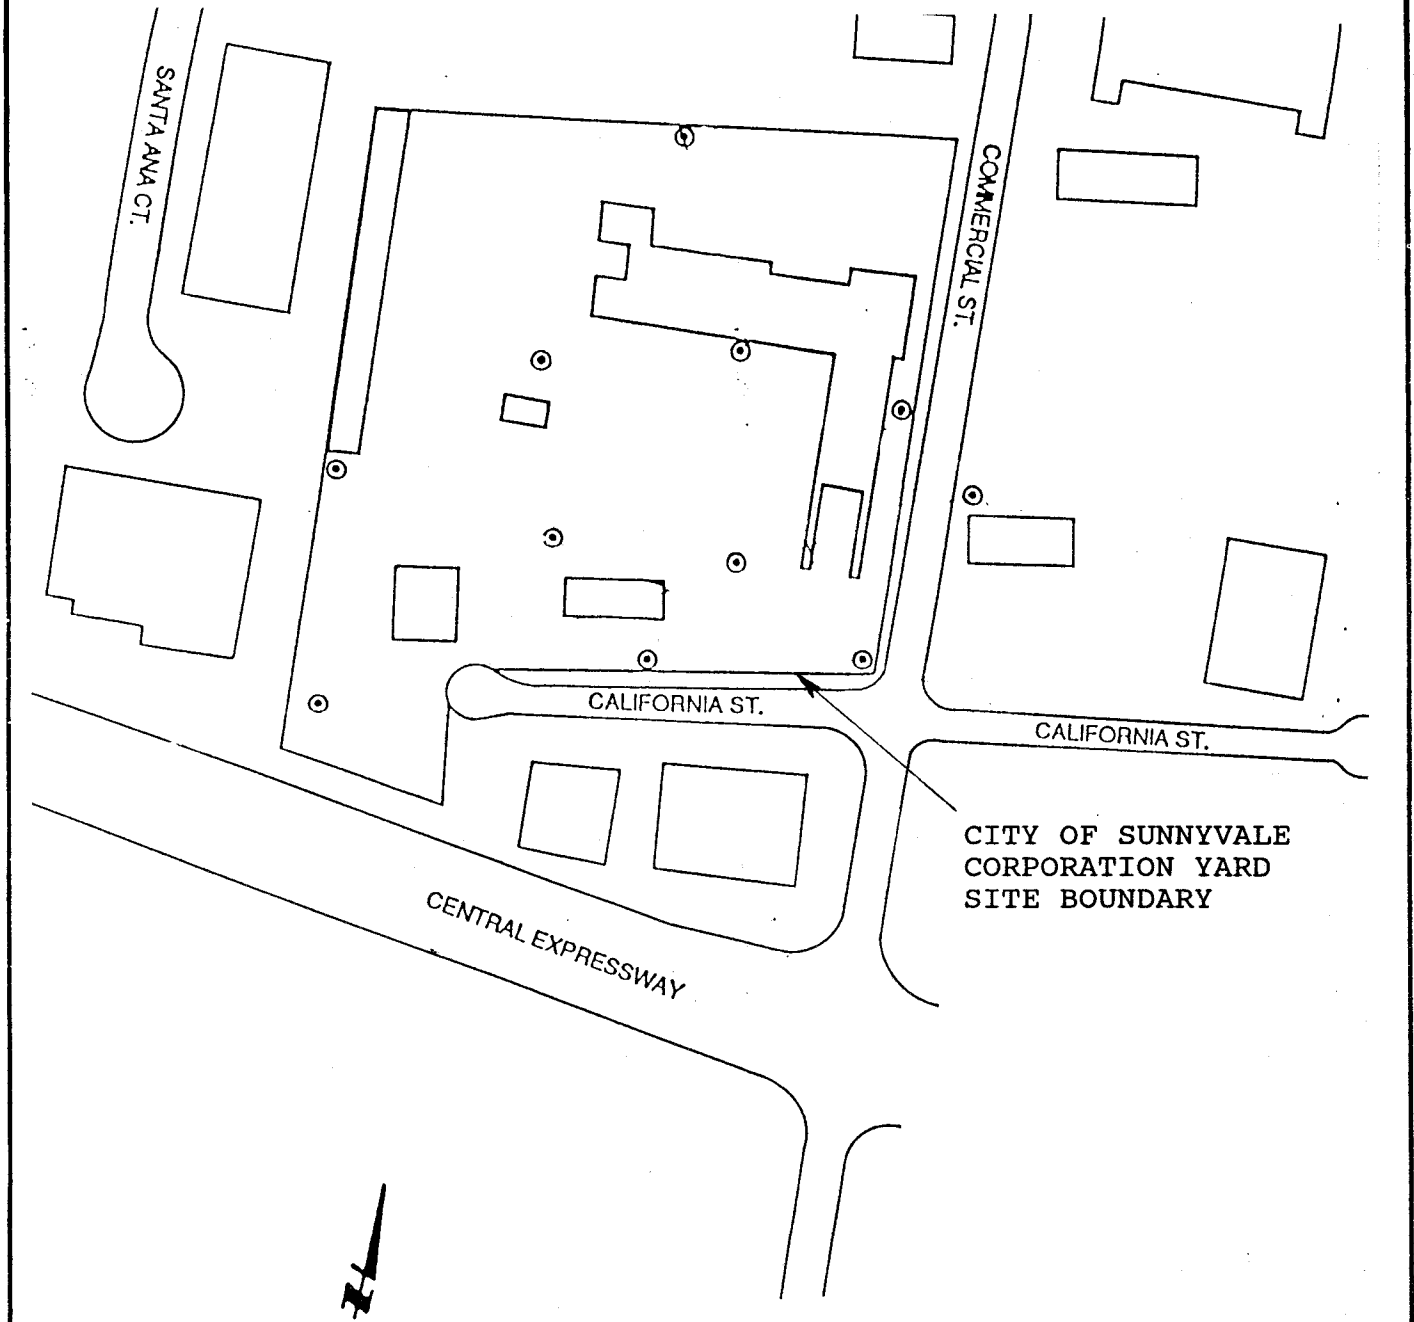 SANTA ANA CT.
COMMERCIAL ST.
CALIFORNIA ST.
CALIFORNIA ST.
CITY OF SUNNYVALE
CORPORATION YARD
SITE BOUNDARY
CENTRAL EXPRESSWAY
N